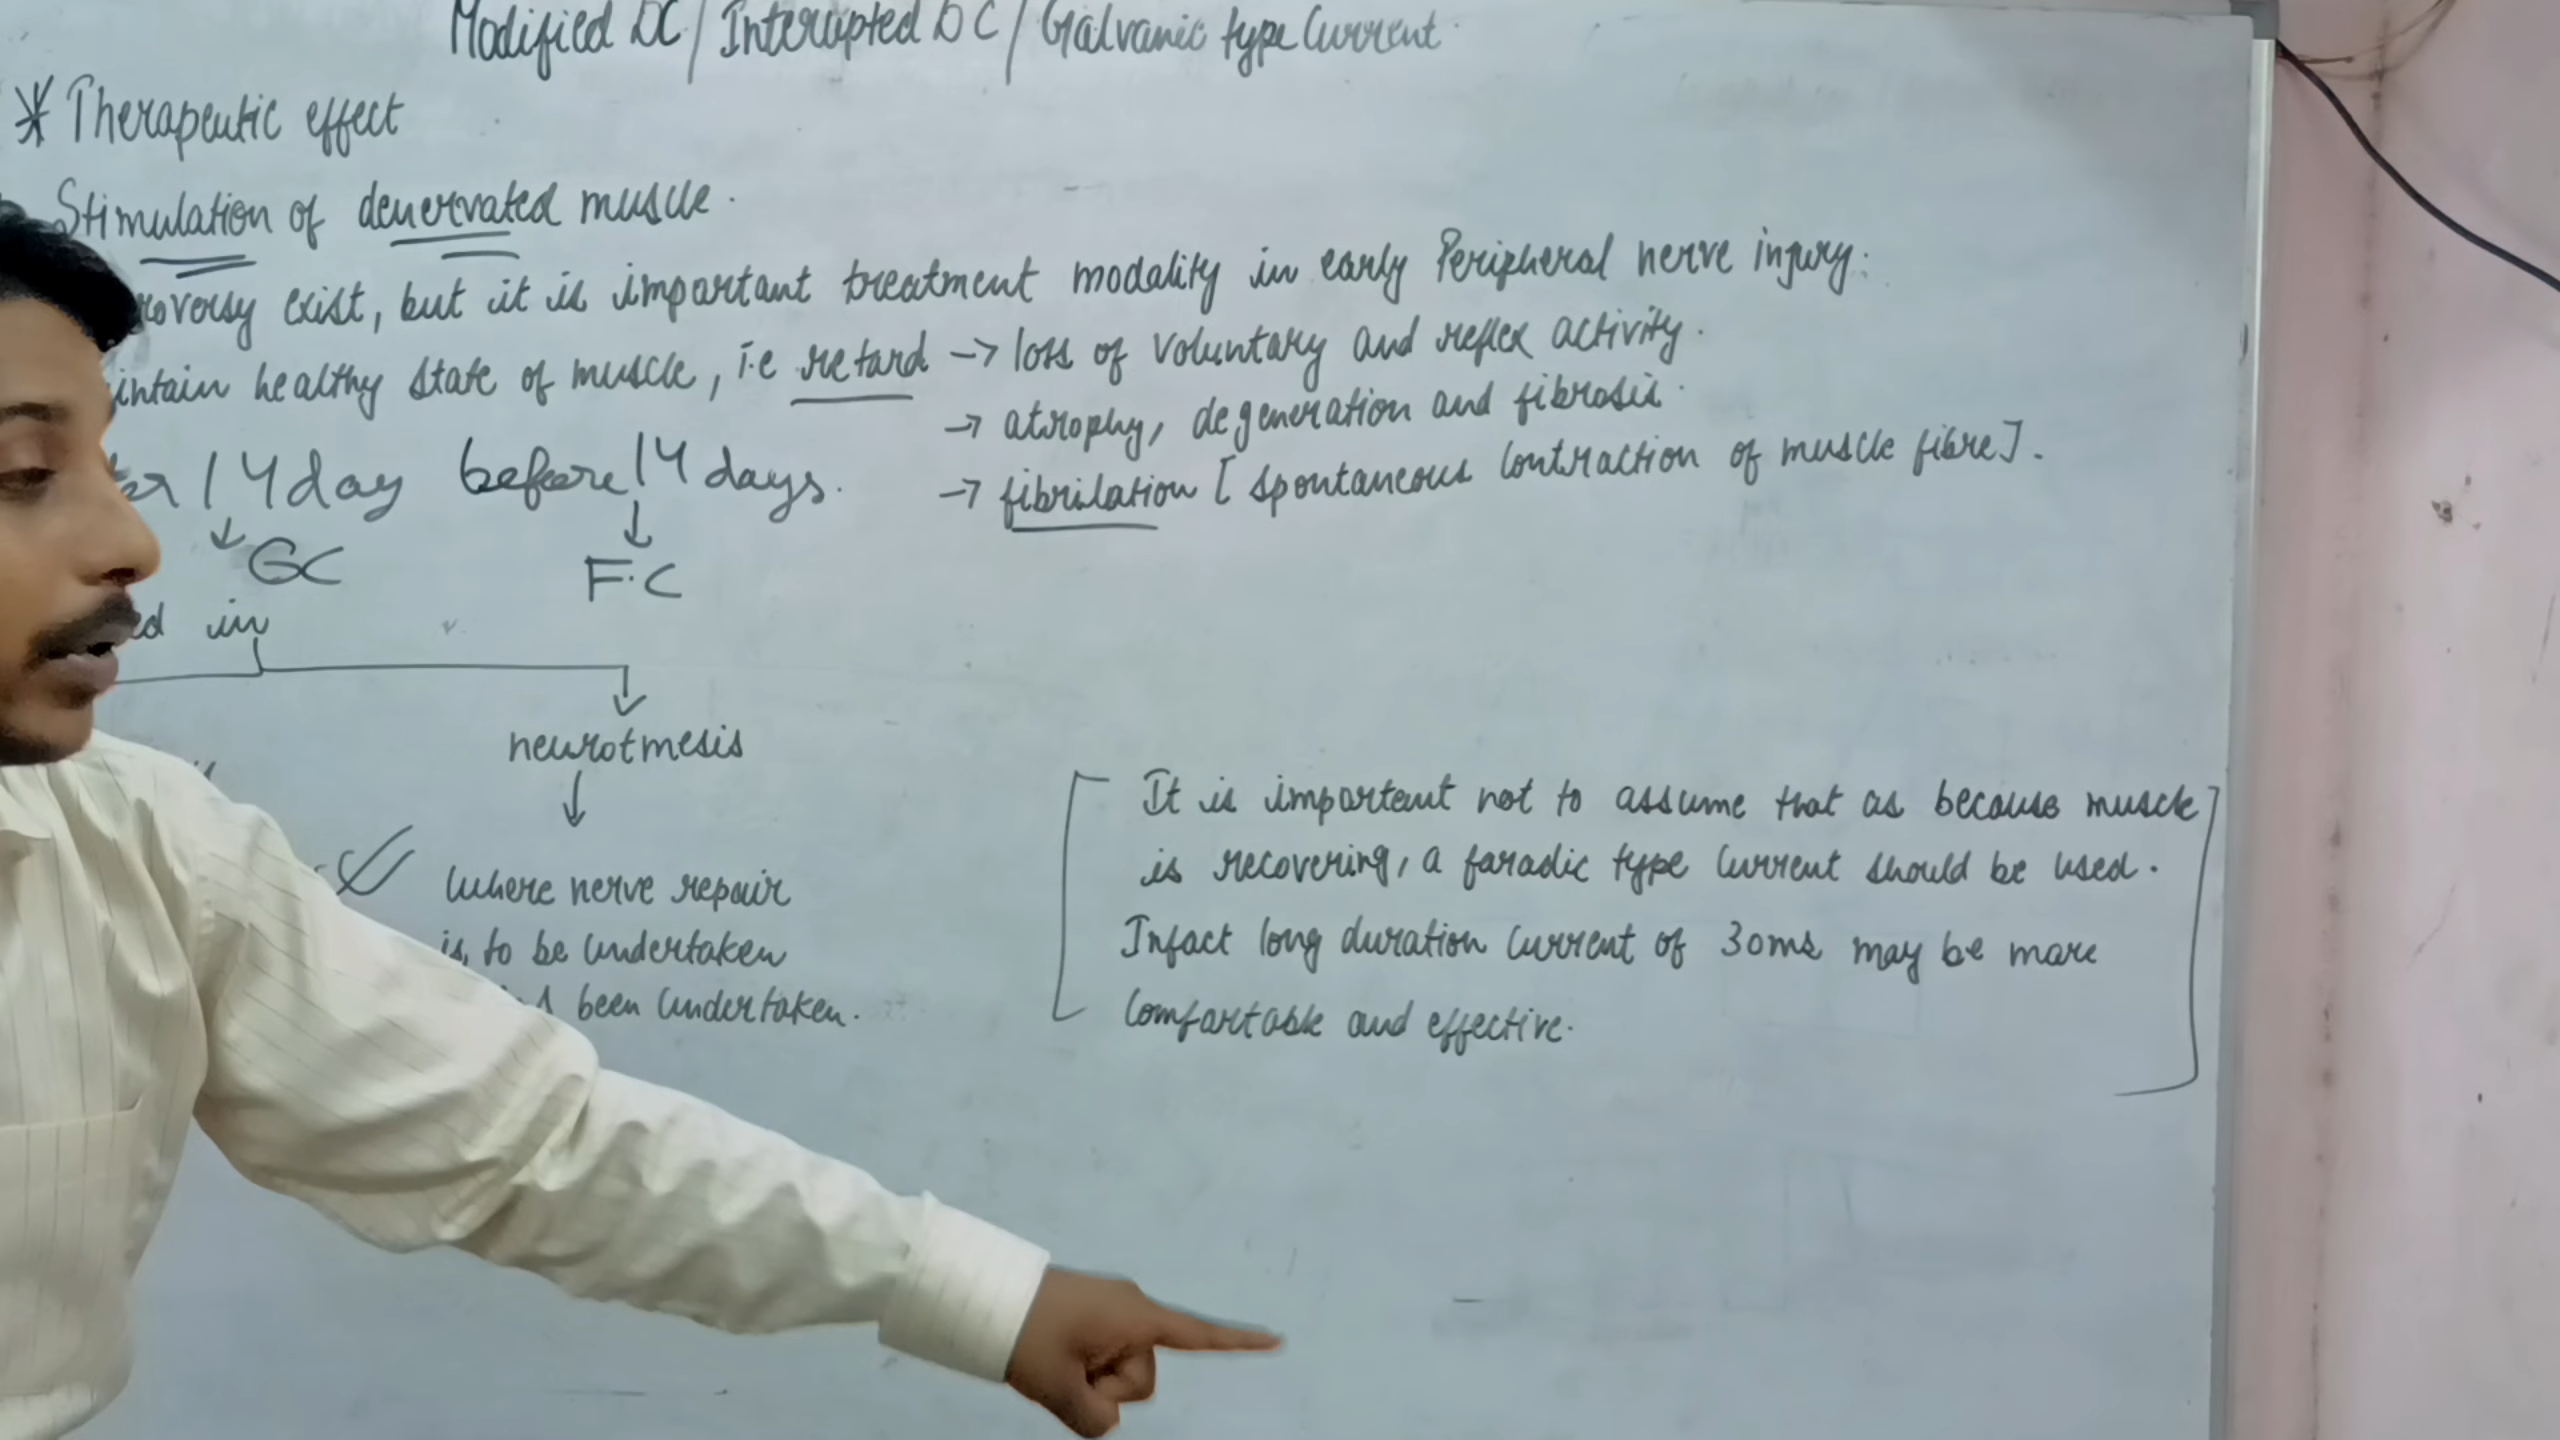 Modified DC / Interrupted DC / Galvanic type Current.
* Therapeutic effect
Stimulation of denervated muscle.
exist, but it is important treatment modality in early Peripheral nerve injury.
healthy state of muscle, i.e retard → loss of voluntary and reflex activity.
→ atrophy, degeneration and fibrosis.
→ fibrilation [spontaneous contraction of muscle fibre].
14 day before 14 days.
↓ GC
↓ F.C
in
neurotmesis
↓
where nerve repair
is to be undertaken
been undertaken.
It is important not to assume that as because muscle
is recovering, a faradic type current should be used.
Infact long duration current of 30ms may be more
comfortable and effective.